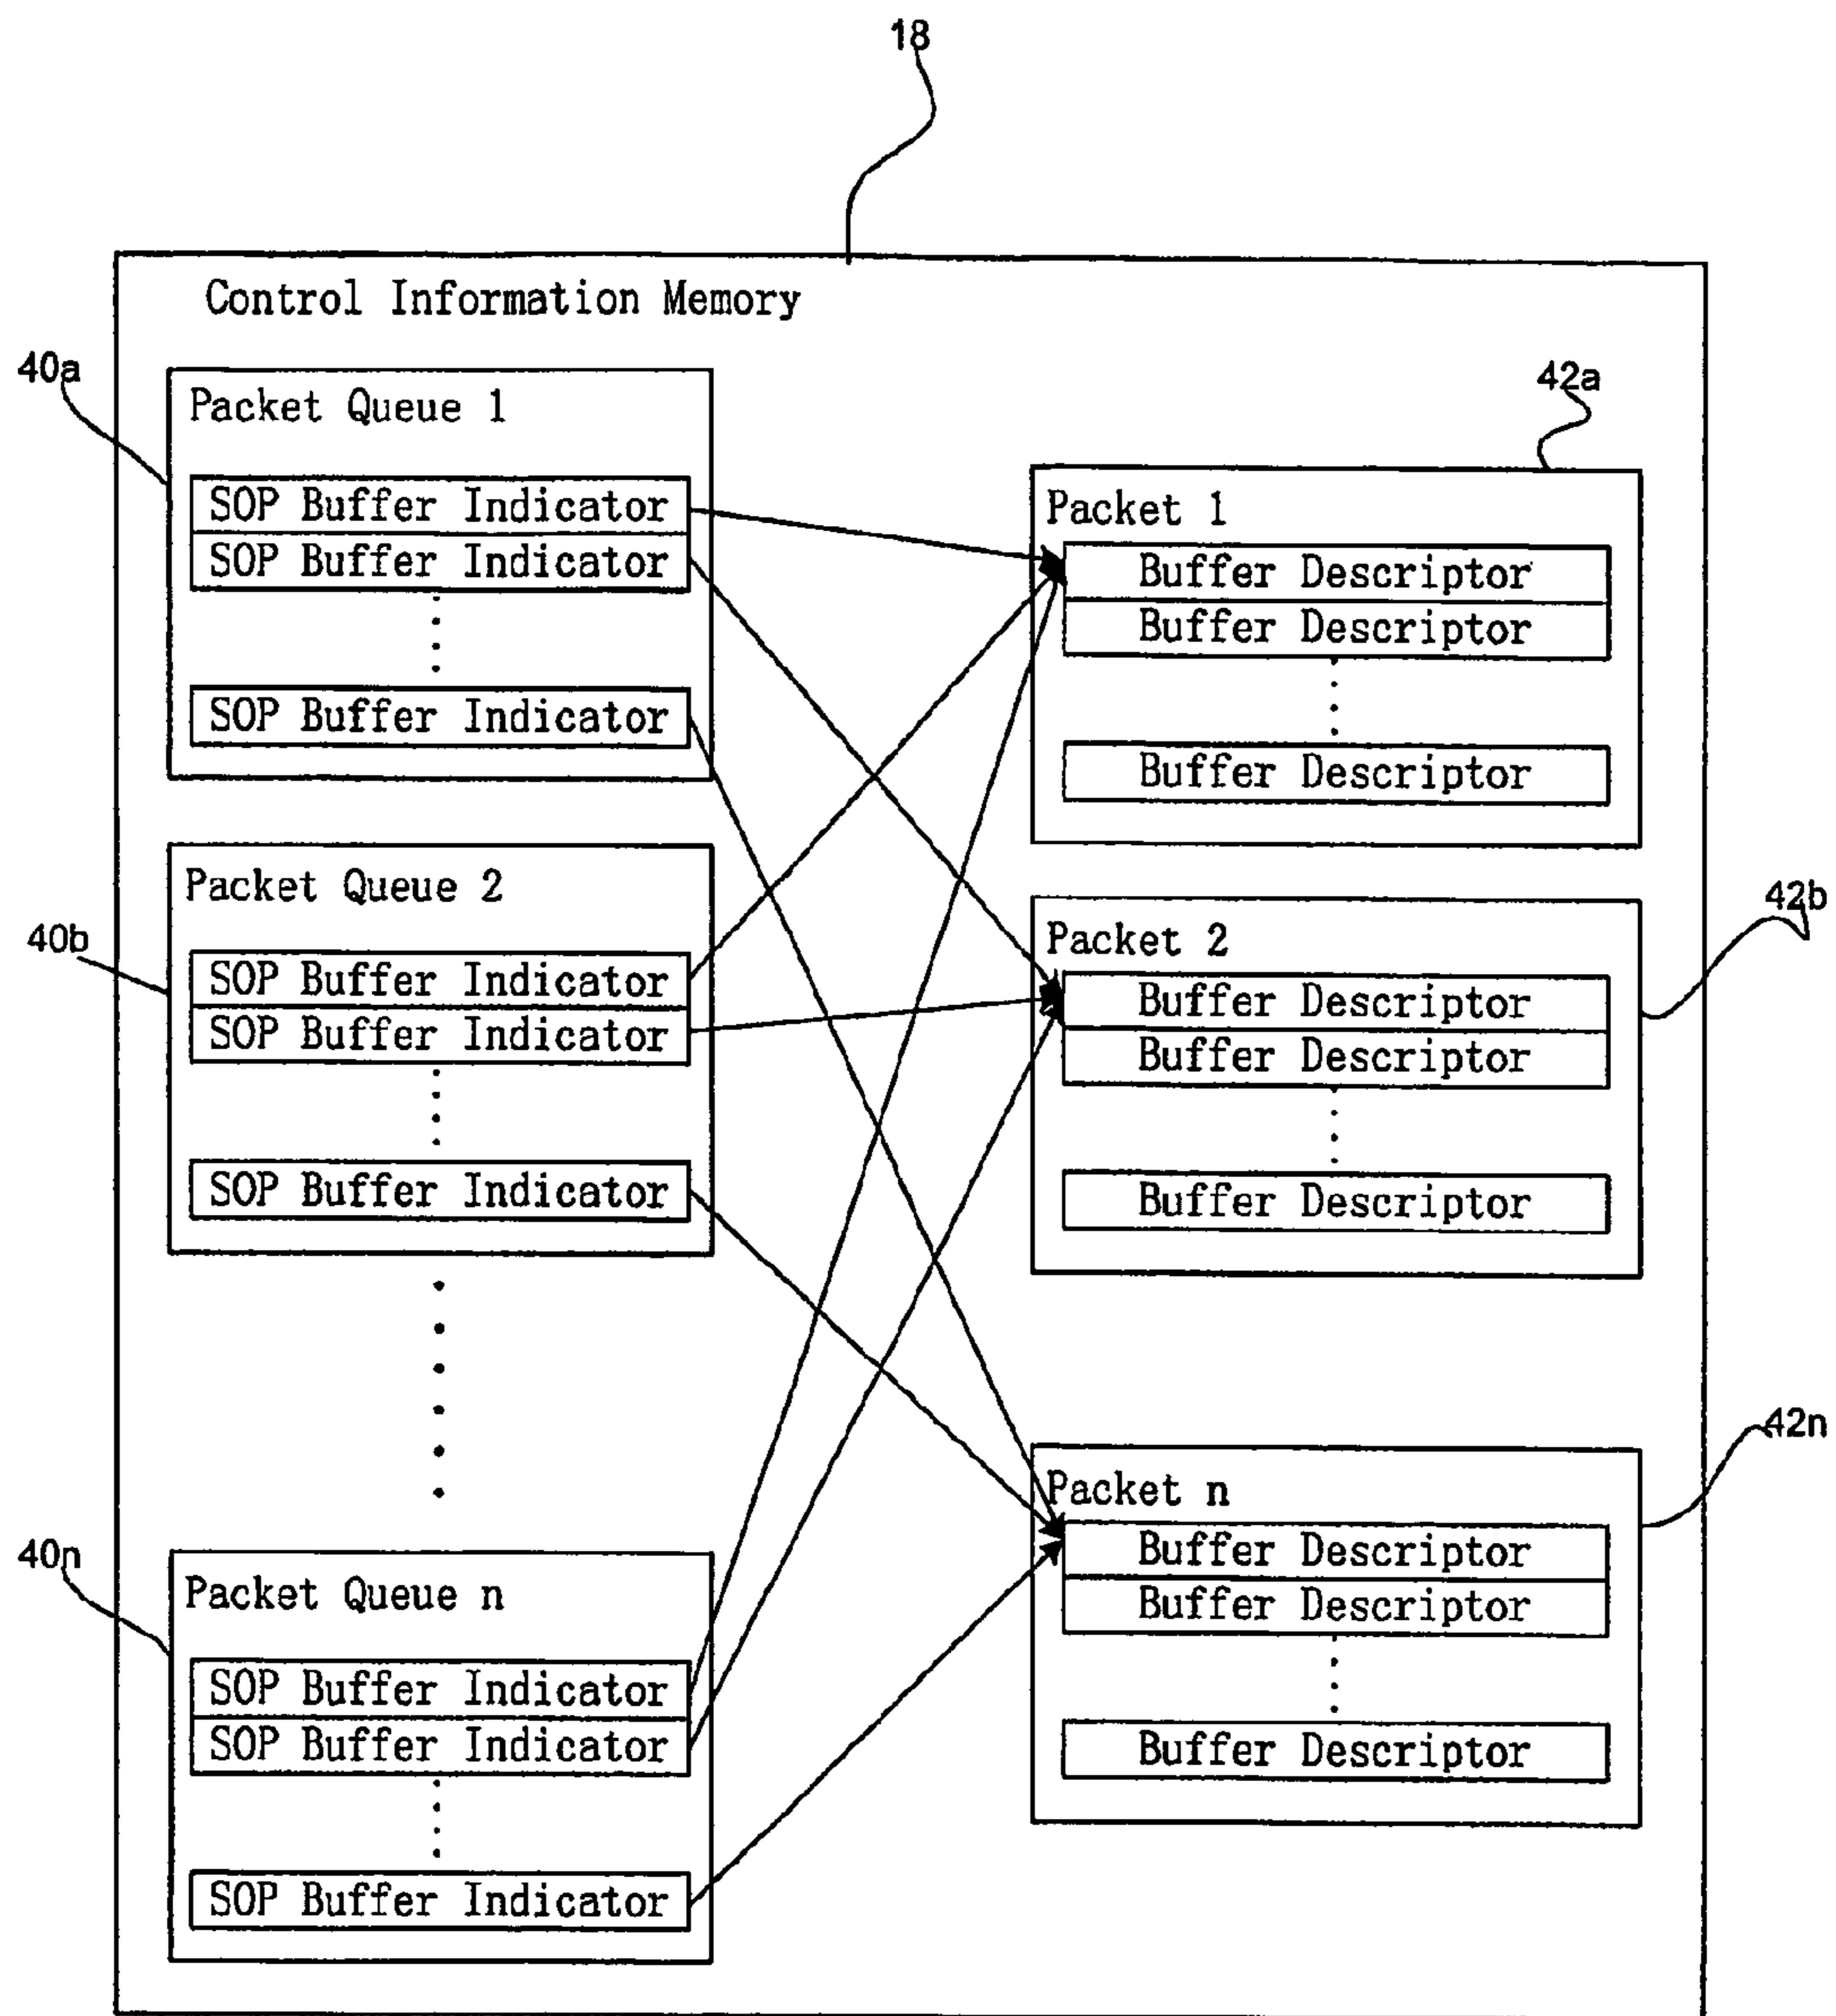 18
Control Information Memory
40a
Packet Queue 1
SOP Buffer Indicator
SOP Buffer Indicator
SOP Buffer Indicator
42a
Packet 1
Buffer Descriptor
Buffer Descriptor
Buffer Descriptor
40b
Packet Queue 2
SOP Buffer Indicator
SOP Buffer Indicator
SOP Buffer Indicator
42b
Packet 2
Buffer Descriptor
Buffer Descriptor
Buffer Descriptor
40n
Packet Queue n
SOP Buffer Indicator
SOP Buffer Indicator
SOP Buffer Indicator
42n
Packet n
Buffer Descriptor
Buffer Descriptor
Buffer Descriptor